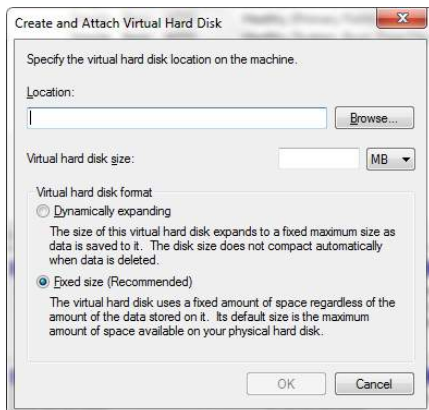 Create and Attach Virtual Hard Disk
Specify the virtual hard disk location on the machine.
Location:
Browse...
Virtual hard disk size:
MB
Virtual hard disk format
Dynamically expanding
The size of this virtual hard disk expands to a fixed maximum size as
data is saved to it. The disk size does not compact automatically
when data is deleted.
Fixed size (Recommended)
The virtual hard disk uses a fixed amount of space regardless of the
amount of the data stored on it. Its default size is the maximum
amount of space available on your physical hard disk.
OK
Cancel